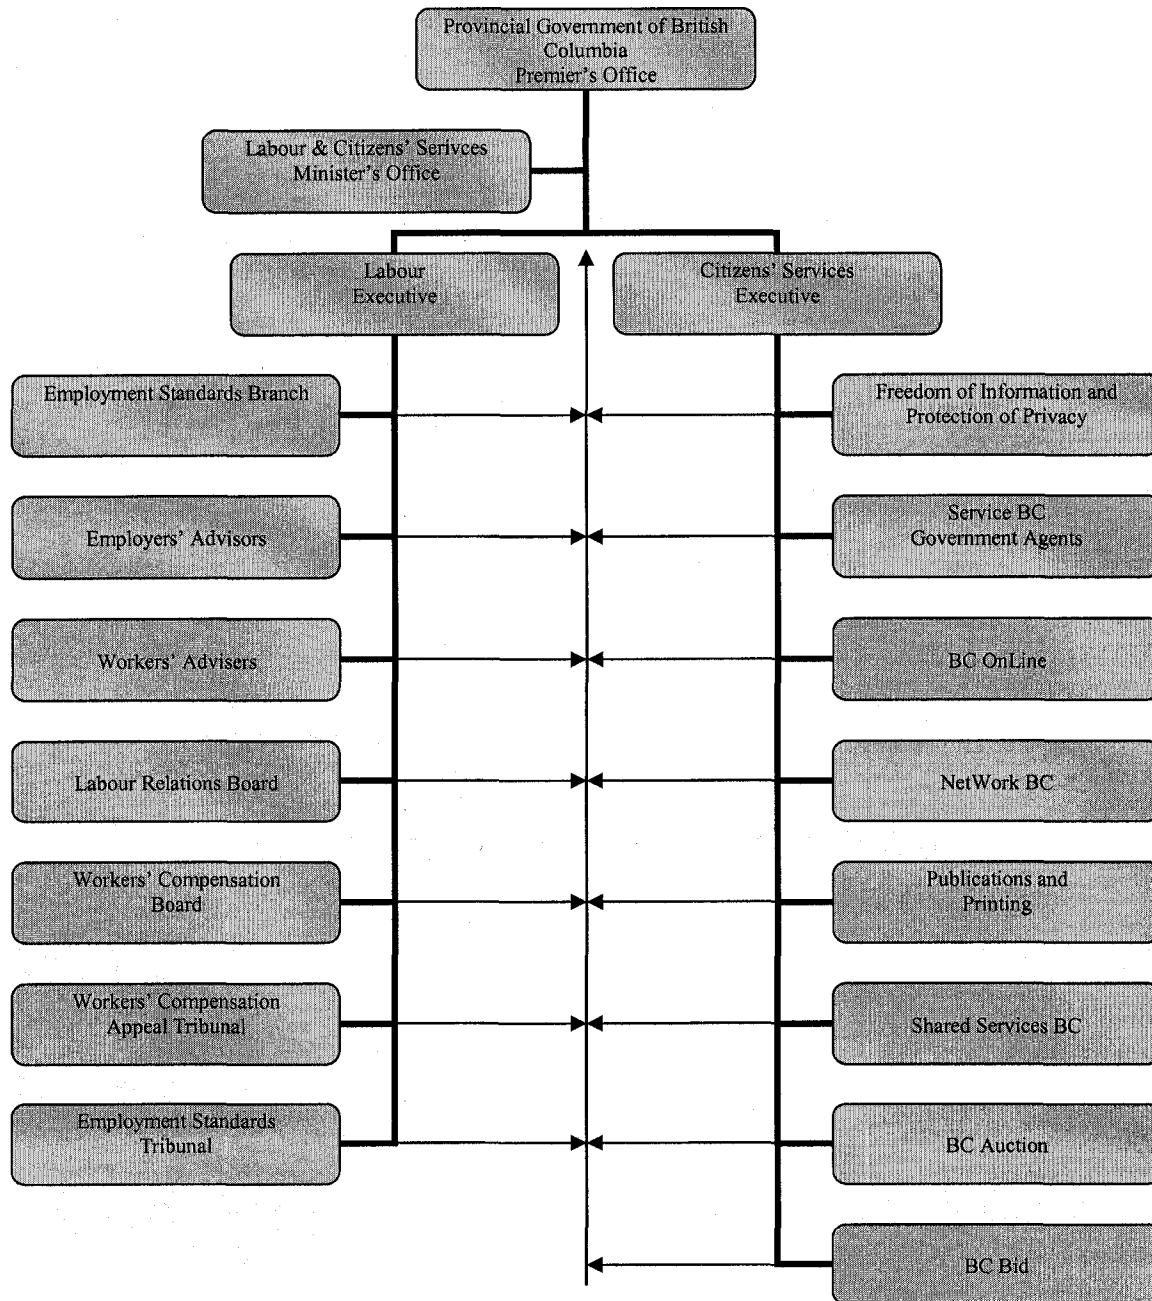 Provincial Government of British
Columbia
Premier's Office
Labour & Citizens' Serivces
Minister's Office
Labour
Executive
Citizens' Services
Executive
Employment Standards Branch
Freedom of Information and
Protection of Privacy
Employers' Advisors
Service BC
Government Agents
Workers' Advisers
BC OnLine
Labour Relations Board
NetWork BC
Workers' Compensation
Board
Publications and
Printing
Workers' Compensation
Appeal Tribunal
Shared Services BC
Employment Standards
Tribunal
BC Auction
BC Bid